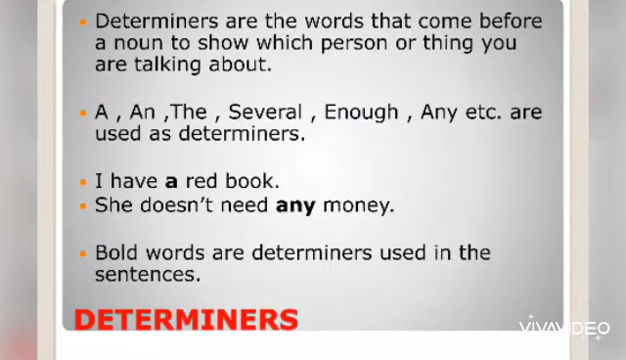 Determiners are the words that come before
a noun to show which person or thing you
are talking about.
A , An ,The , Several , Enough , Any etc. are
used as determiners.
I have a red book.
She doesn't need any money.
Bold words are determiners used in the
sentences.
DETERMINERS
VIVAVIDEO